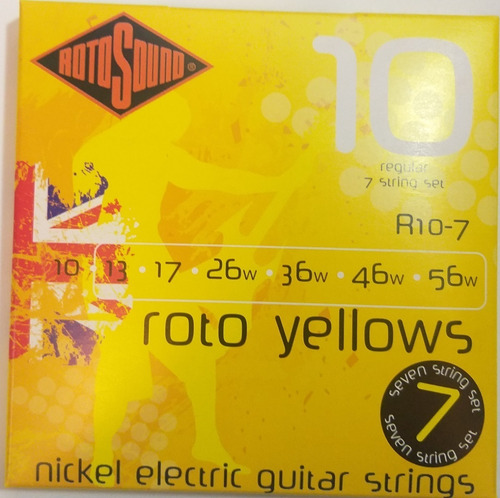 ROTOSOUND®
10
regular
7 string set
R10-7
10 · 13 · 17 · 26w · 36w · 46w · 56w
roto yellows
seven string set
7
seven string set
nickel electric guitar strings